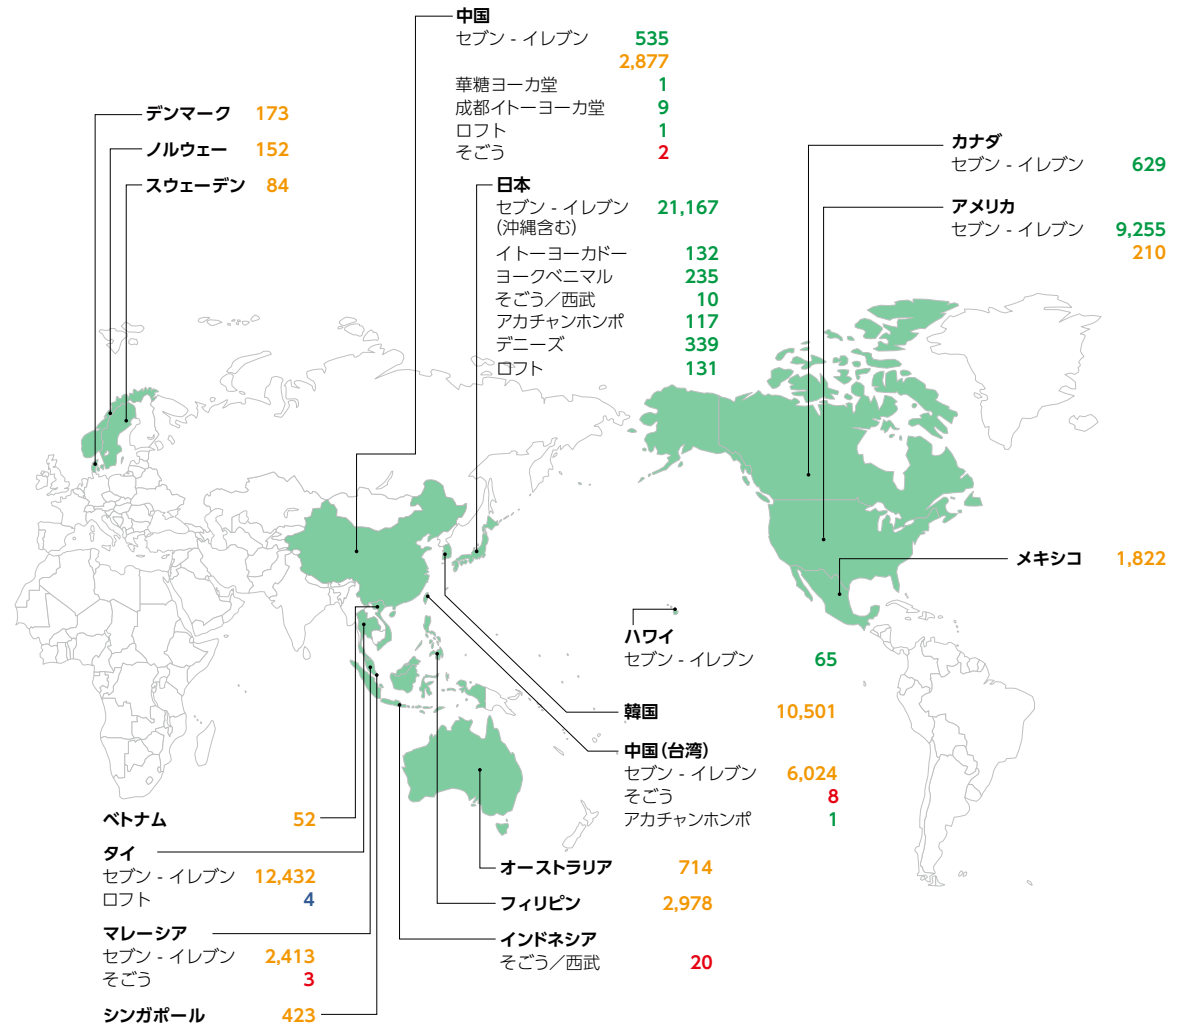 中国
セブン - イレブン 535
2,877
華糖ヨーカ堂 1
成都イトーヨーカ堂 9
ロフト 1
そごう 2
デンマーク 173
ノルウェー 152
スウェーデン 84
日本
セブン - イレブン 21,167
(沖縄含む)
イトーヨーカドー 132
ヨークベニマル 235
そごう／西武 10
アカチャンホンポ 117
デニーズ 339
ロフト 131
カナダ
セブン - イレブン 629
アメリカ
セブン - イレブン 9,255
210
メキシコ 1,822
ハワイ
セブン - イレブン 65
韓国 10,501
中国(台湾)
セブン - イレブン 6,024
そごう 8
アカチャンホンポ 1
ベトナム 52
タイ
セブン - イレブン 12,432
ロフト 4
マレーシア
セブン - イレブン 2,413
そごう 3
シンガポール 423
オーストラリア 714
フィリピン 2,978
インドネシア
そごう／西武 20